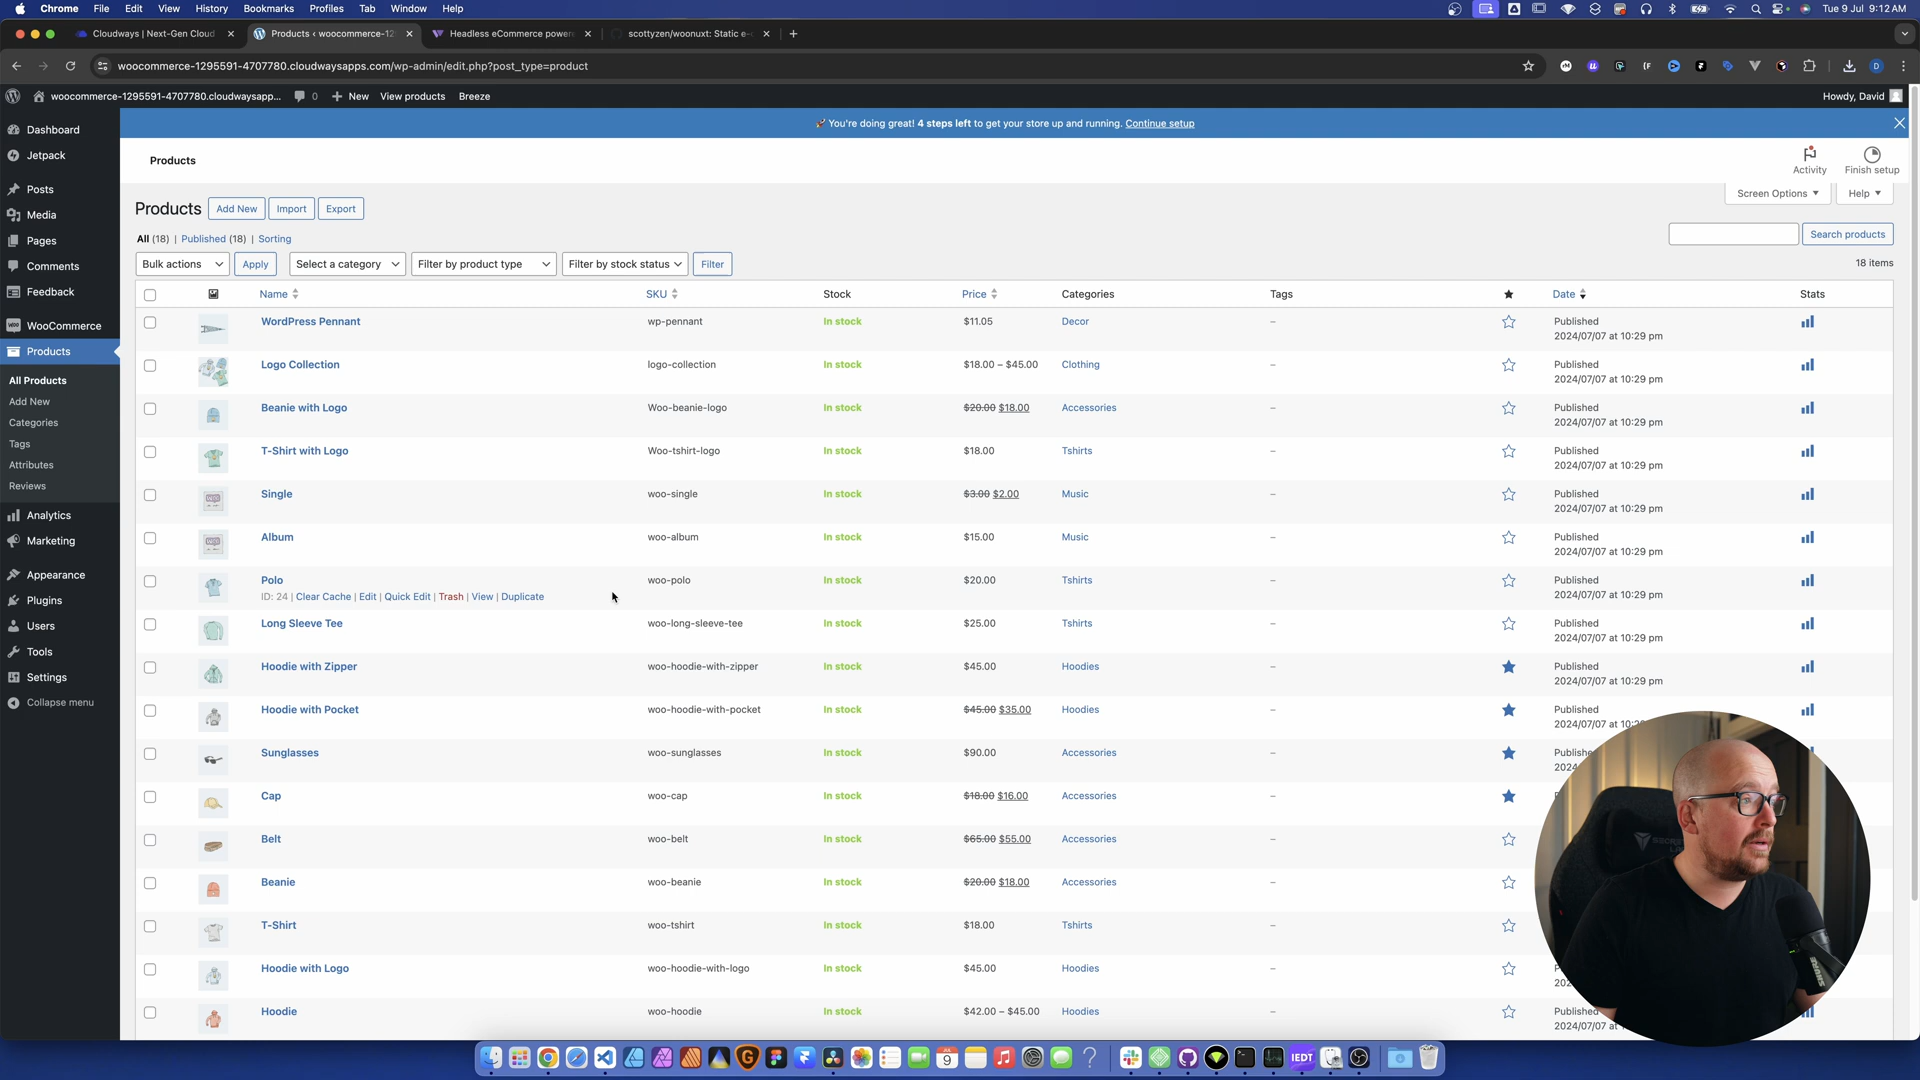 Chrome File Edit View History Bookmarks Profiles Tab Window Help Tue 9 Jul 9:12 AM
Cloudways | Next-Gen Cloud Products ‹ woocommerce-12 Headless eCommerce power scottyzen/woonuxt: Static e-c
woocommerce-1295591-4707780.cloudwaysapps.com/wp-admin/edit.php?post_type=product
woocommerce-1295591-4707780.cloudwaysapp... 0 New View products Breeze Howdy, David
You're doing great! 4 steps left to get your store up and running. Continue setup
Products
Activity Finish setup
Screen Options Help
Products Add New Import Export
All (18) | Published (18) | Sorting
Search products
Bulk actions Apply Select a category Filter by product type Filter by stock status Filter
18 items
Dashboard
Jetpack
Posts
Media
Pages
Comments
Feedback
WooCommerce
Products
All Products
Add New
Categories
Tags
Attributes
Reviews
Analytics
Marketing
Appearance
Plugins
Users
Tools
Settings
Collapse menu
Name SKU Stock Price Categories Tags Date Stats
WordPress Pennant wp-pennant In stock $11.05 Decor – Published
2024/07/07 at 10:29 pm
Logo Collection logo-collection In stock $18.00 – $45.00 Clothing – Published
2024/07/07 at 10:29 pm
Beanie with Logo Woo-beanie-logo In stock $20.00 $18.00 Accessories – Published
2024/07/07 at 10:29 pm
T-Shirt with Logo Woo-tshirt-logo In stock $18.00 Tshirts – Published
2024/07/07 at 10:29 pm
Single woo-single In stock $3.00 $2.00 Music – Published
2024/07/07 at 10:29 pm
Album woo-album In stock $15.00 Music – Published
2024/07/07 at 10:29 pm
Polo woo-polo In stock $20.00 Tshirts – Published
ID: 24 | Clear Cache | Edit | Quick Edit | Trash | View | Duplicate 2024/07/07 at 10:29 pm
Long Sleeve Tee woo-long-sleeve-tee In stock $25.00 Tshirts – Published
2024/07/07 at 10:29 pm
Hoodie with Zipper woo-hoodie-with-zipper In stock $45.00 Hoodies – Published
2024/07/07 at 10:29 pm
Hoodie with Pocket woo-hoodie-with-pocket In stock $45.00 $35.00 Hoodies – Published
2024/07/07 at 10:2
Sunglasses woo-sunglasses In stock $90.00 Accessories – Publishe
2024
Cap woo-cap In stock $18.00 $16.00 Accessories –
Belt woo-belt In stock $65.00 $55.00 Accessories –
Beanie woo-beanie In stock $20.00 $18.00 Accessories –
T-Shirt woo-tshirt In stock $18.00 Tshirts –
Hoodie with Logo woo-hoodie-with-logo In stock $45.00 Hoodies –
202
Hoodie woo-hoodie In stock $42.00 – $45.00 Hoodies – Publishe
2024/07/
IEDT